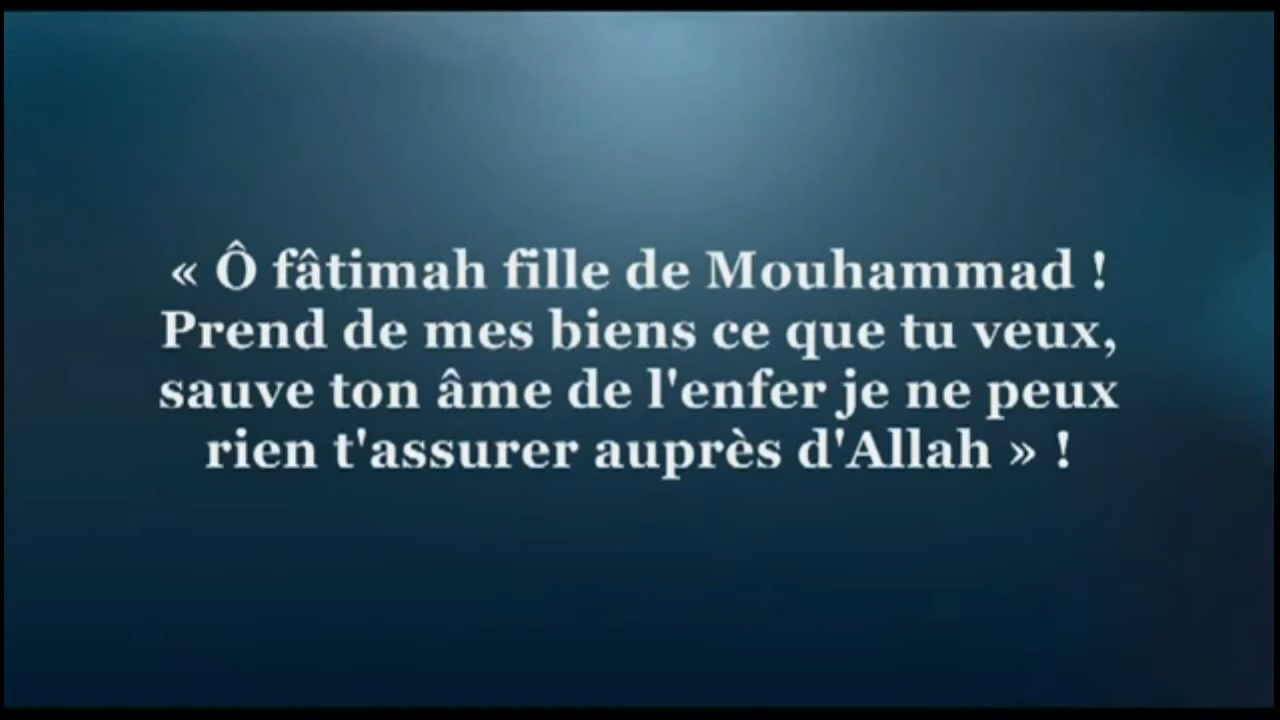 « Ô fâtimah fille de Mouhammad !
Prend de mes biens ce que tu veux,
sauve ton âme de l'enfer je ne peux
rien t'assurer auprès d'Allah » !